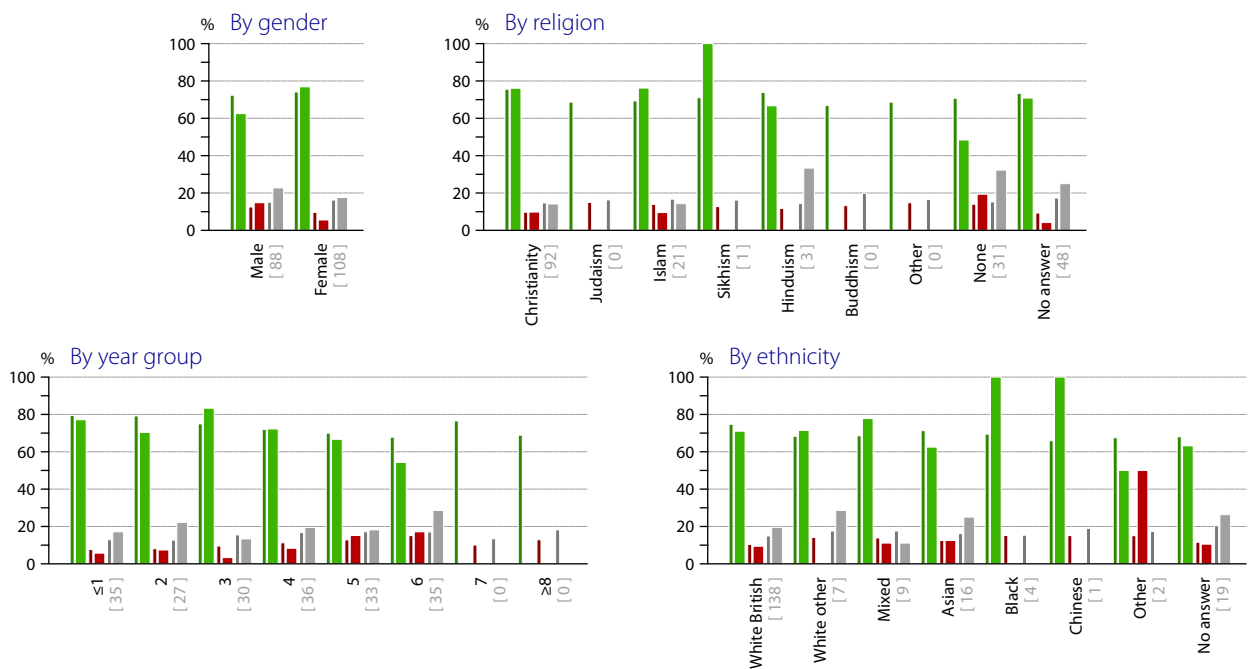 % By gender
100
80
60
40
20
0
Male
[ 88 ]
Female
[ 108 ]
% By religion
100
80
60
40
20
0
Christianity
[ 92 ]
Judaism
[ 0 ]
Islam
[ 21 ]
Sikhism
[ 1 ]
Hinduism
[ 3 ]
Buddhism
[ 0 ]
Other
[ 0 ]
None
[ 31 ]
No answer
[ 48 ]
% By year group
100
80
60
40
20
0
≤1
[ 35 ]
2
[ 27 ]
3
[ 30 ]
4
[ 36 ]
5
[ 33 ]
6
[ 35 ]
7
[ 0 ]
≥8
[ 0 ]
% By ethnicity
100
80
60
40
20
0
White British
[ 138 ]
White other
[ 7 ]
Mixed
[ 9 ]
Asian
[ 16 ]
Black
[ 4 ]
Chinese
[ 1 ]
Other
[ 2 ]
No answer
[ 19 ]